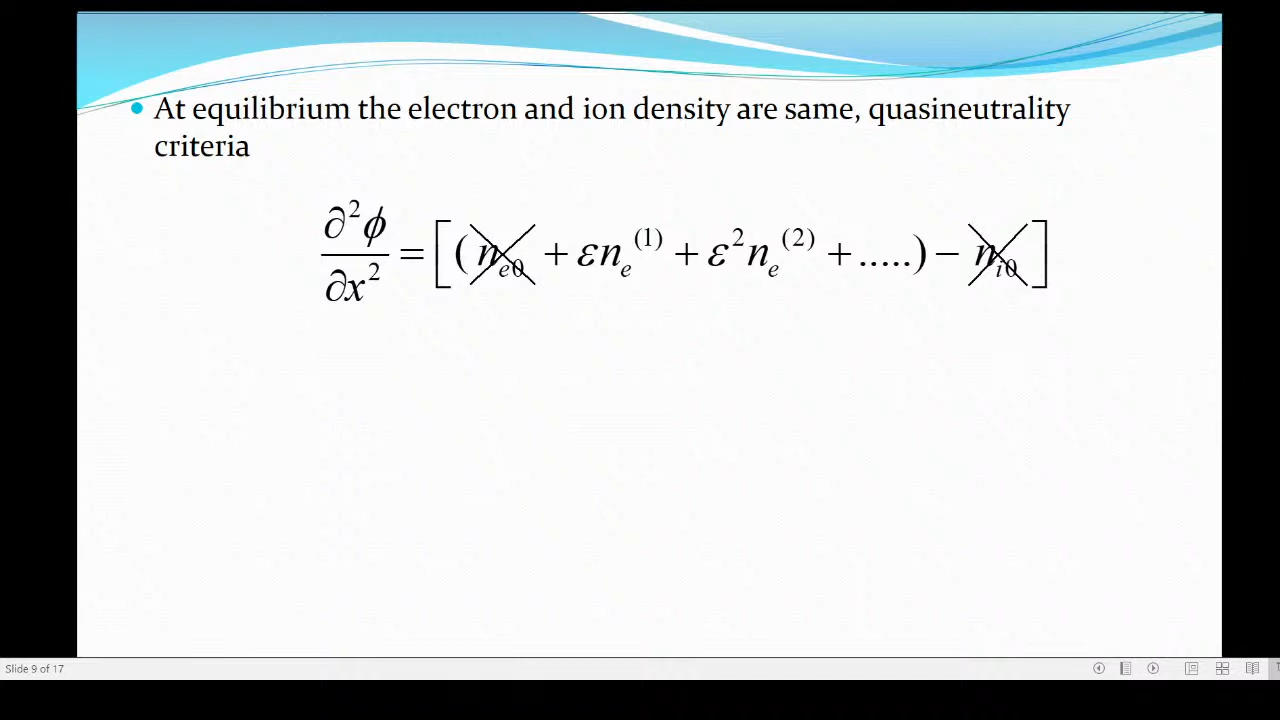 At equilibrium the electron and ion density are same, quasineutrality
criteria
∂²φ/∂x² = [(n_e0 + εn_e^(1) + ε²n_e^(2) + .....) − n_i0]
Slide 9 of 17